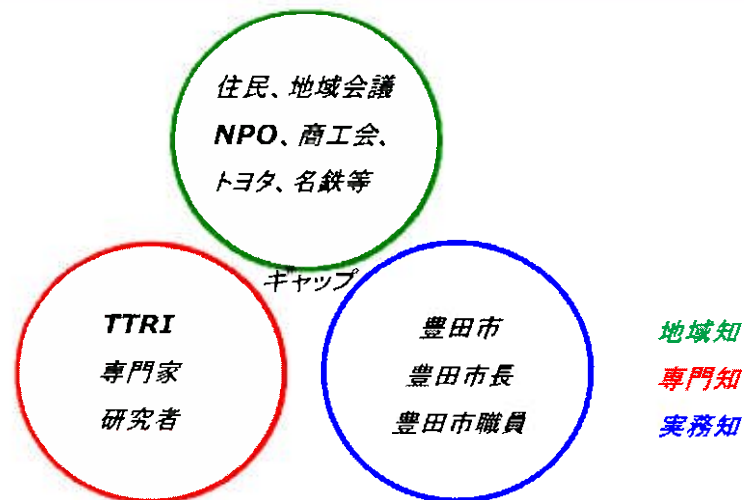 住民、地域会議
NPO、商工会、
トヨタ、名鉄等
ギャップ
TTRI
専門家
研究者
豊田市
豊田市長
豊田市職員
地域知
専門知
実務知